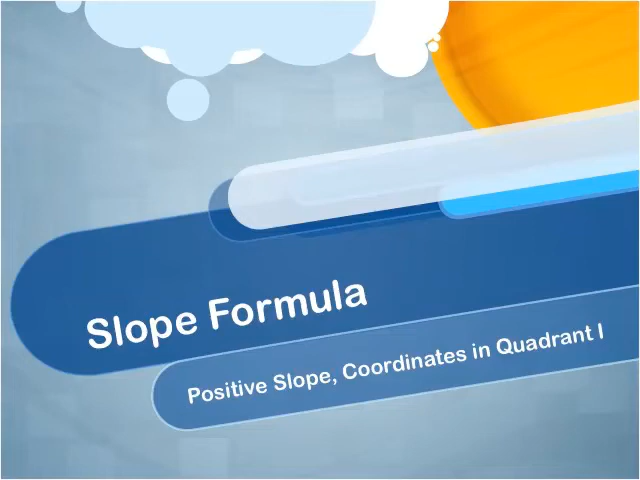 Slope Formula
Positive Slope, Coordinates in Quadrant I